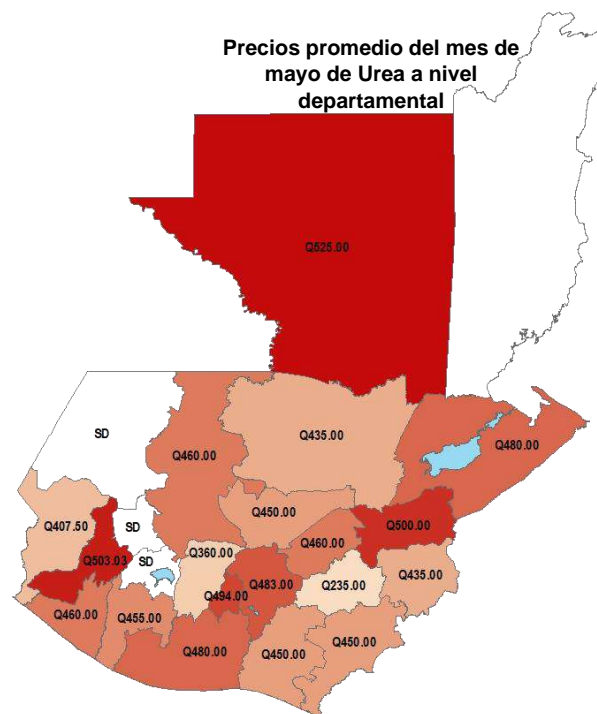 Precios promedio del mes de
mayo de Urea a nivel
departamental
Q525.00
SD
Q460.00
Q435.00
Q480.00
Q450.00
Q407.50
SD
Q500.00
Q360.00
Q460.00
Q503.03
SD
Q435.00
Q494.00
Q483.00
Q235.00
Q460.00
Q455.00
Q480.00
Q450.00
Q450.00